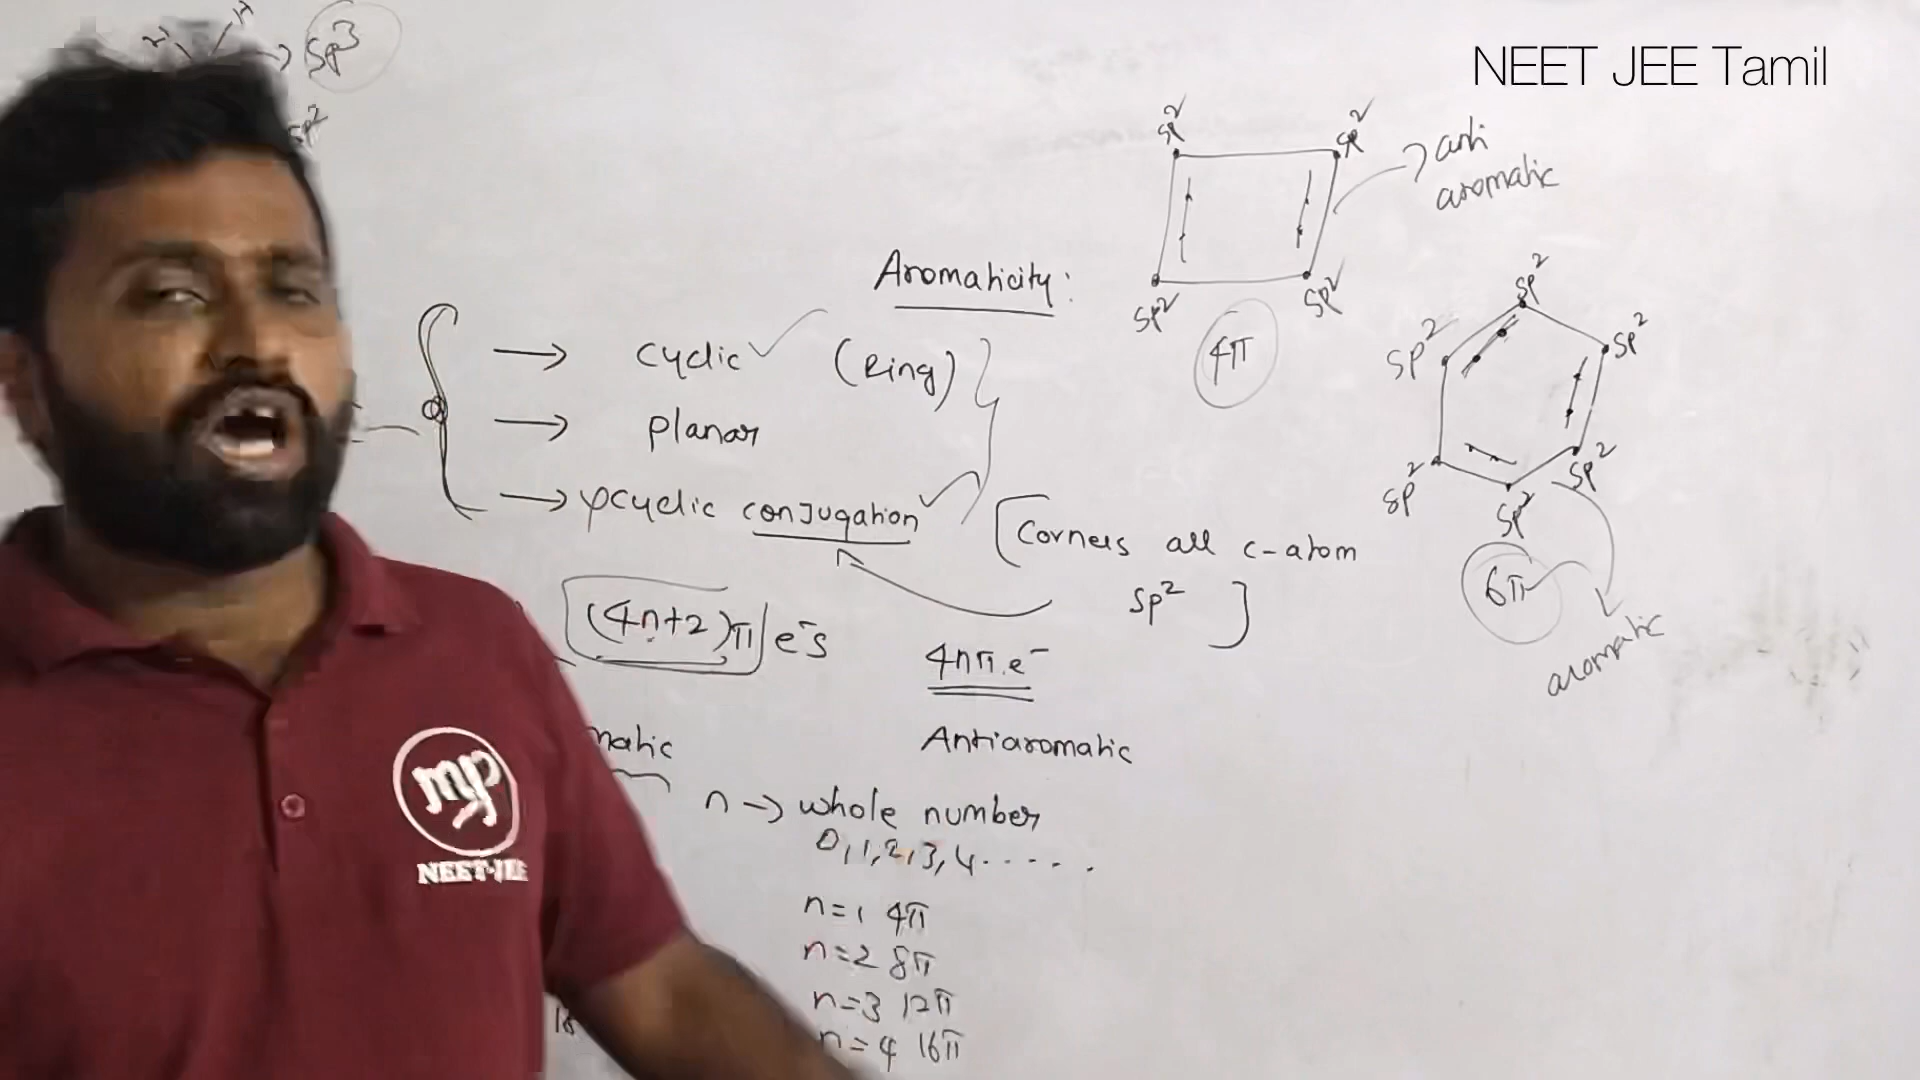 NEET JEE Tamil
sp³
sp²
sp²
sp²
sp²
sp²
anti
aromatic
4π
Aromaticity:
→ cyclic ✓ (Ring)
→ planar
→ cyclic conjugation ✓
[Corners all c-atom
sp² ]
(4n+2)π e⁻s
4nπ.e⁻
matic
Antiaromatic
n → whole number
0,1,2,3,4.....
n=1 4π
n=2 8π
n=3 12π
n=4 16π
18
sp²
sp²
sp²
sp²
sp²
sp²
6π
aromatic
mp
NEET-JEE